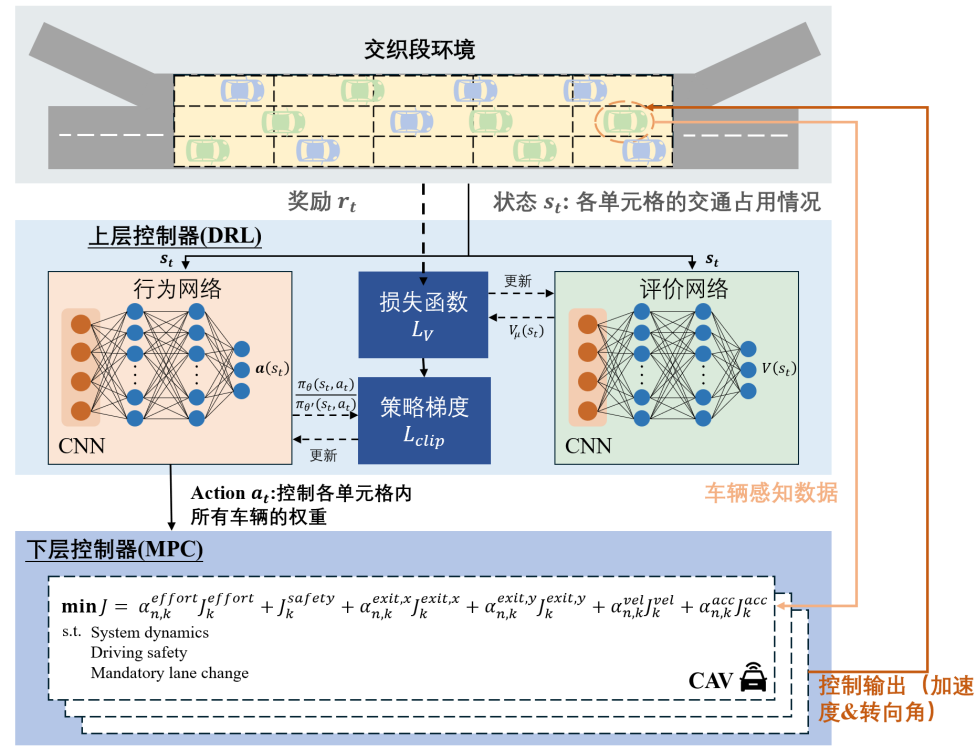 交织段环境
奖励 r_t
状态 s_t: 各单元格的交通占用情况
上层控制器(DRL)
s_t
s_t
行为网络
a(s_t)
CNN
损失函数
L_V
更新
V_μ(s_t)
评价网络
V(s_t)
CNN
π_θ(s_t, a_t)
π_θ'(s_t, a_t)
更新
策略梯度
L_clip
Action a_t:控制各单元格内
所有车辆的权重
车辆感知数据
下层控制器(MPC)
min J = α_{n,k}^{effort} J_k^{effort} + J_k^{safety} + α_{n,k}^{exit,x} J_k^{exit,x} + α_{n,k}^{exit,y} J_k^{exit,y} + α_{n,k}^{vel} J_k^{vel} + α_{n,k}^{acc} J_k^{acc}
s.t. System dynamics
Driving safety
Mandatory lane change
CAV
控制输出（加速
度&转向角）